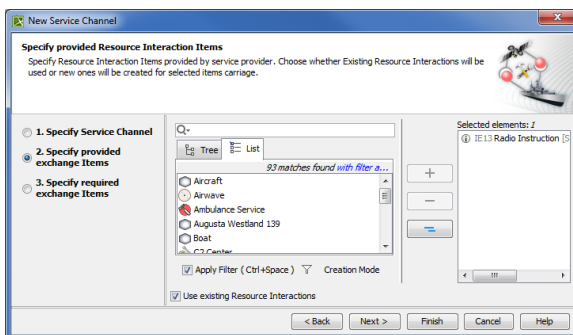 New Service Channel
Specify provided Resource Interaction Items
Specify Resource Interaction Items provided by service provider. Choose whether Existing Resource Interactions will be
used or new ones will be created for selected items carriage.
1. Specify Service Channel
2. Specify provided
exchange Items
3. Specify required
exchange Items
Tree
List
93 matches found with filter a...
Aircraft
Airwave
Ambulance Service
Augusta Westland 139
Boat
C2 Center
Apply Filter (Ctrl+Space)
Creation Mode
Use existing Resource Interactions
Selected elements: 1
IE13 Radio Instruction [S
< Back
Next >
Finish
Cancel
Help